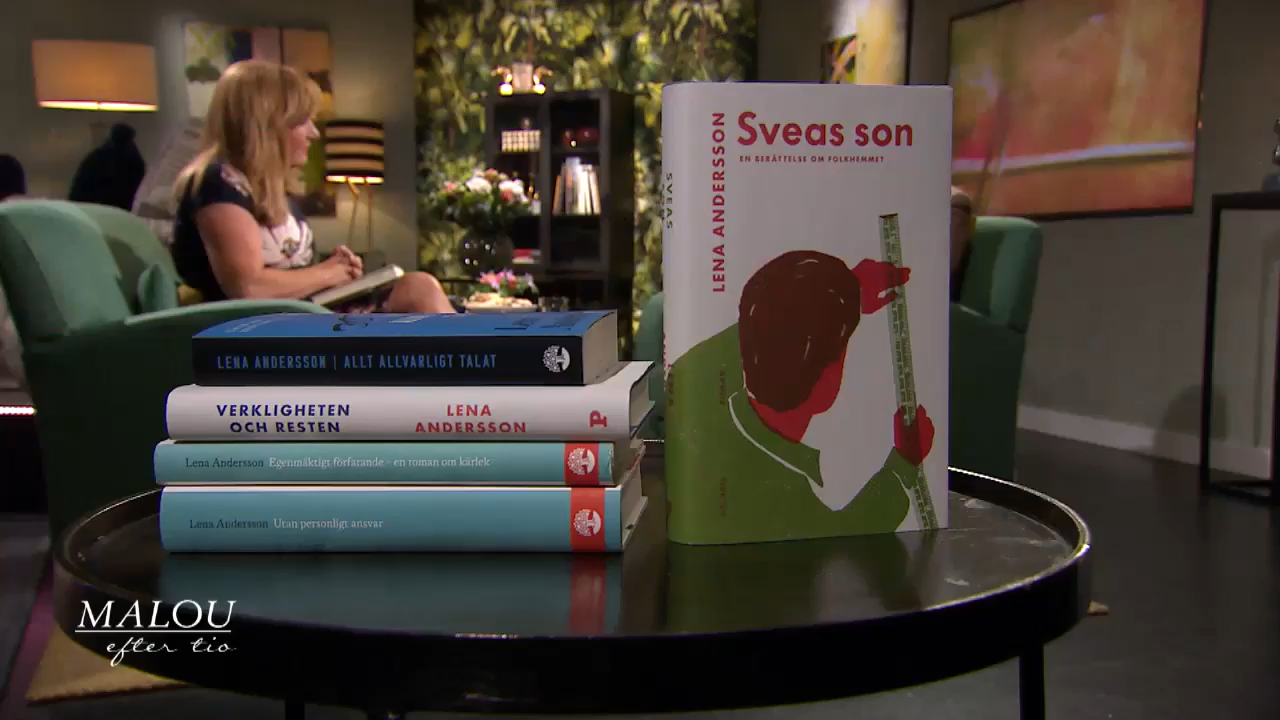 Sveas son
EN BERÄTTELSE OM FOLKHEMMET
LENA ANDERSSON
SVEAS
LENA ANDERSSON | ALLT ALLVARLIGT TALAT
VERKLIGHETEN
OCH RESTEN
LENA
ANDERSSON
P
Lena Andersson Egenmäktigt förfarande - en roman om kärlek
Lena Andersson Utan personligt ansvar
MALOU
efter tio